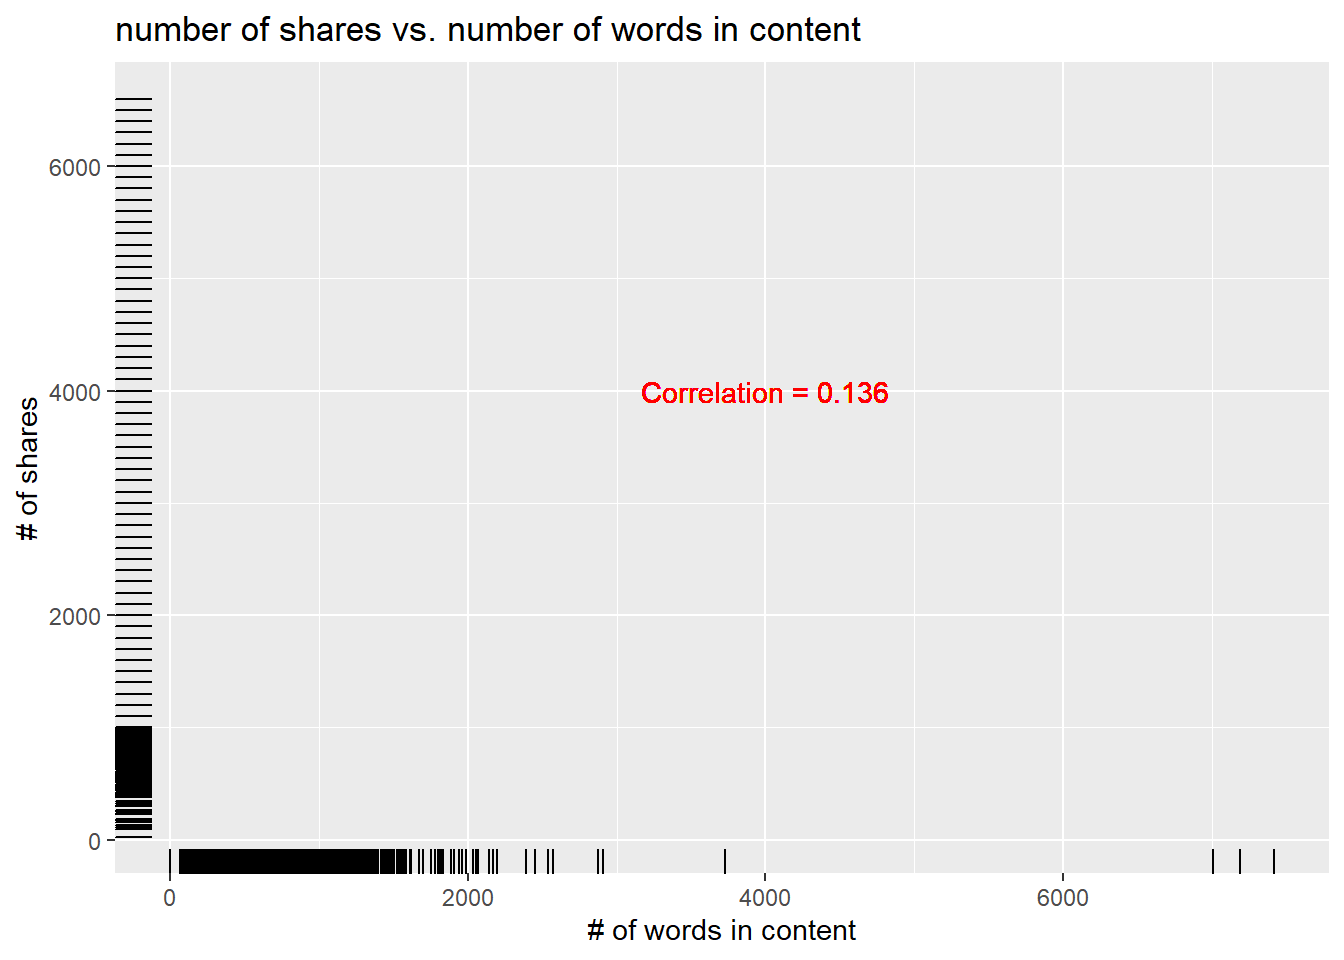 number of shares vs. number of words in content
6000
4000
2000
0
# of shares
Correlation = 0.136
0
2000
4000
6000
# of words in content